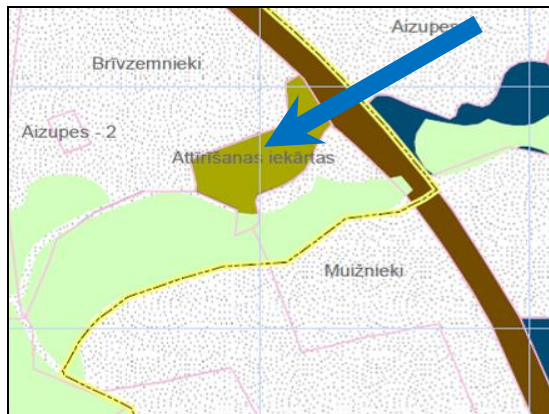 Aizupes
Brīvzemnieki
Aizupes - 2
Attīrīšanas iekārtas
Muižnieki